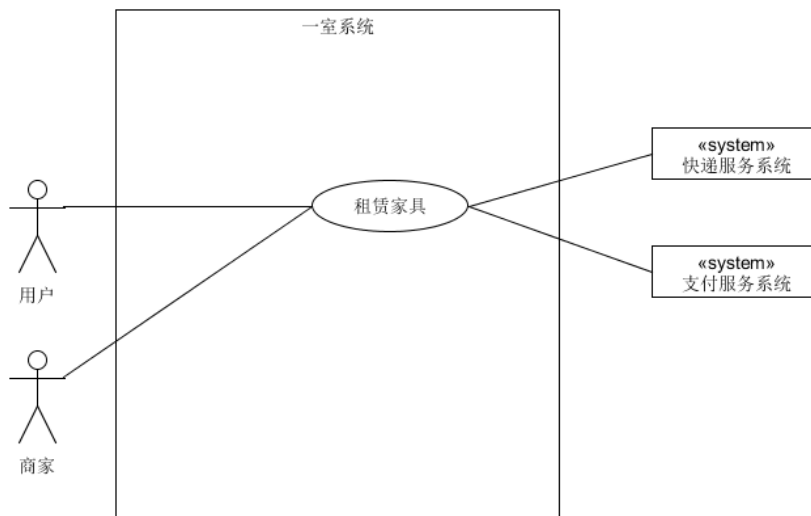 一室系统
«system»
快递服务系统
租赁家具
«system»
支付服务系统
用户
商家